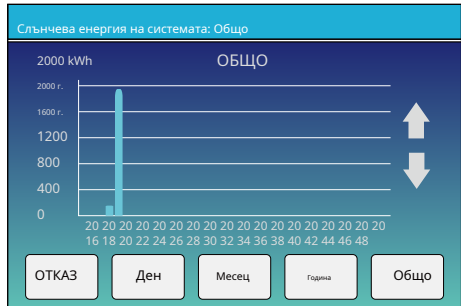 Слънчева енергия на системата: Общо
2000 kWh
ОБЩО
2000 г.
1600 г.
1200
800
400
0
20 20 20 20 20 20 20 20 20 20 20 20 20 20 20 20 20 20
16 18 20 22 24 26 28 30 32 34 36 38 40 42 44 46 48
ОТКАЗ
Ден
Месец
Година
Общо